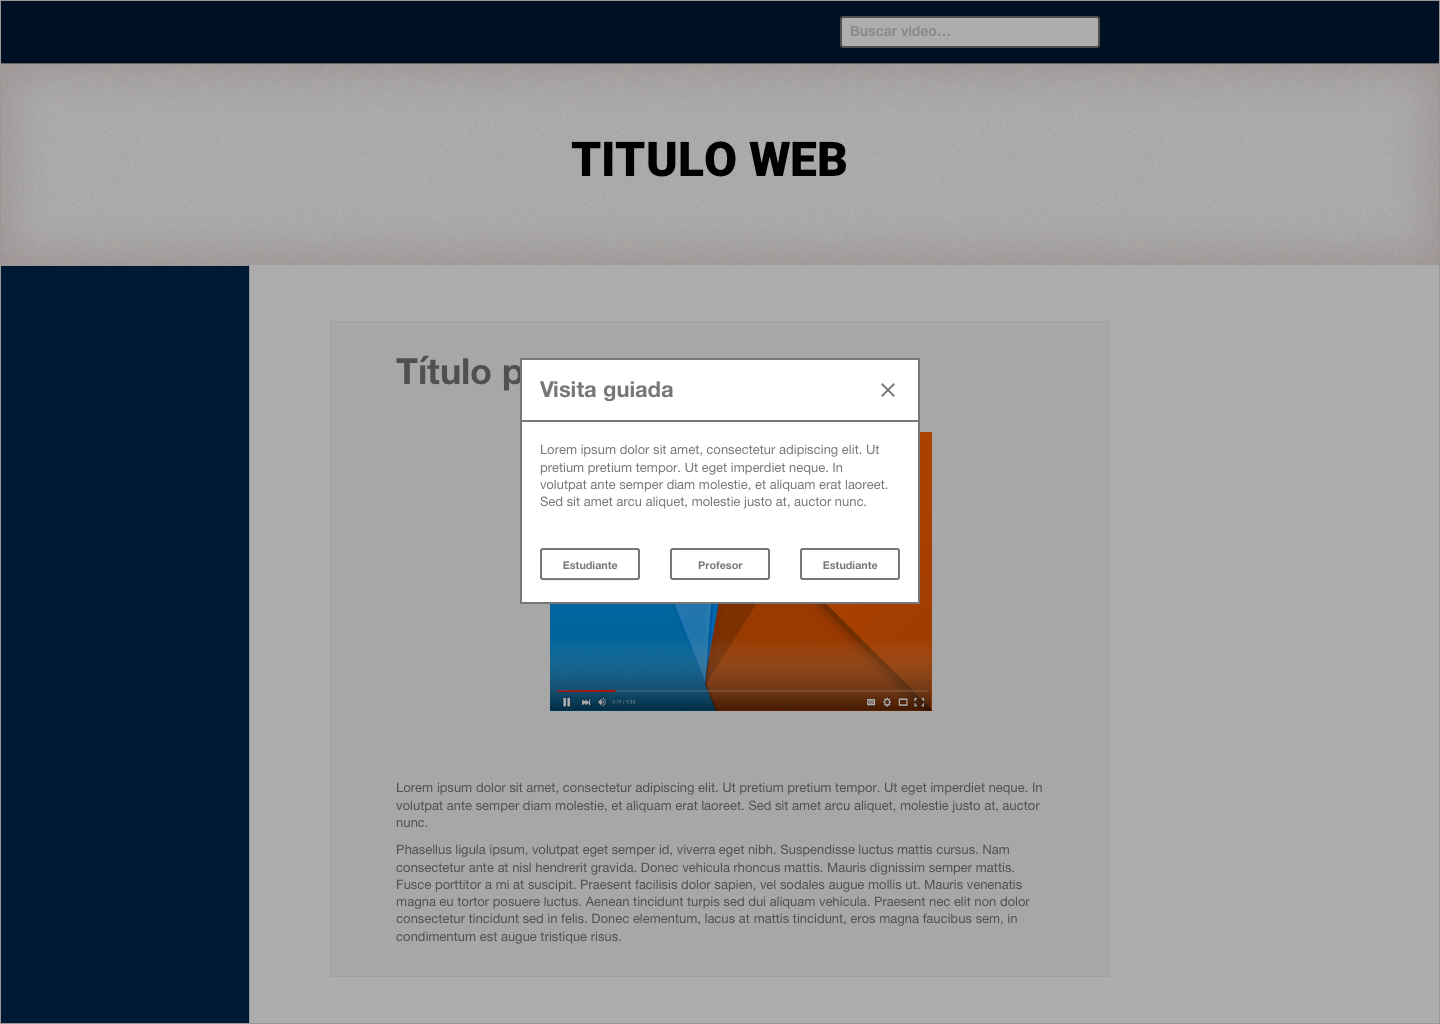 Buscar vídeo...
TITULO WEB
Título p
Visita guiada
Lorem ipsum dolor sit amet, consectetur adipiscing elit. Ut
pretium pretium tempor. Ut eget imperdiet neque. In
volutpat ante semper diam molestie, et aliquam erat laoreet.
Sed sit amet arcu aliquet, molestie justo at, auctor nunc.
Estudiante Profesor Estudiante
Lorem ipsum dolor sit amet, consectetur adipiscing elit. Ut pretium pretium tempor. Ut eget imperdiet neque. In
volutpat ante semper diam molestie, et aliquam erat laoreet. Sed sit amet arcu aliquet, molestie justo at, auctor
nunc.
Phasellus ligula ipsum, volutpat eget semper id, viverra eget nibh. Suspendisse luctus mattis cursus. Nam
consectetur ante at nisl hendrerit gravida. Donec vehicula rhoncus mattis. Mauris dignissim semper mattis.
Fusce porttitor a mi at suscipit. Praesent facilisis dolor sapien, vel sodales augue mollis ut. Mauris venenatis
magna eu tortor posuere luctus. Aenean tincidunt turpis sed dui aliquam vehicula. Praesent nec elit non dolor
consectetur tincidunt sed in felis. Donec elementum, lacus at mattis tincidunt, eros magna faucibus sem, in
condimentum est augue tristique risus.